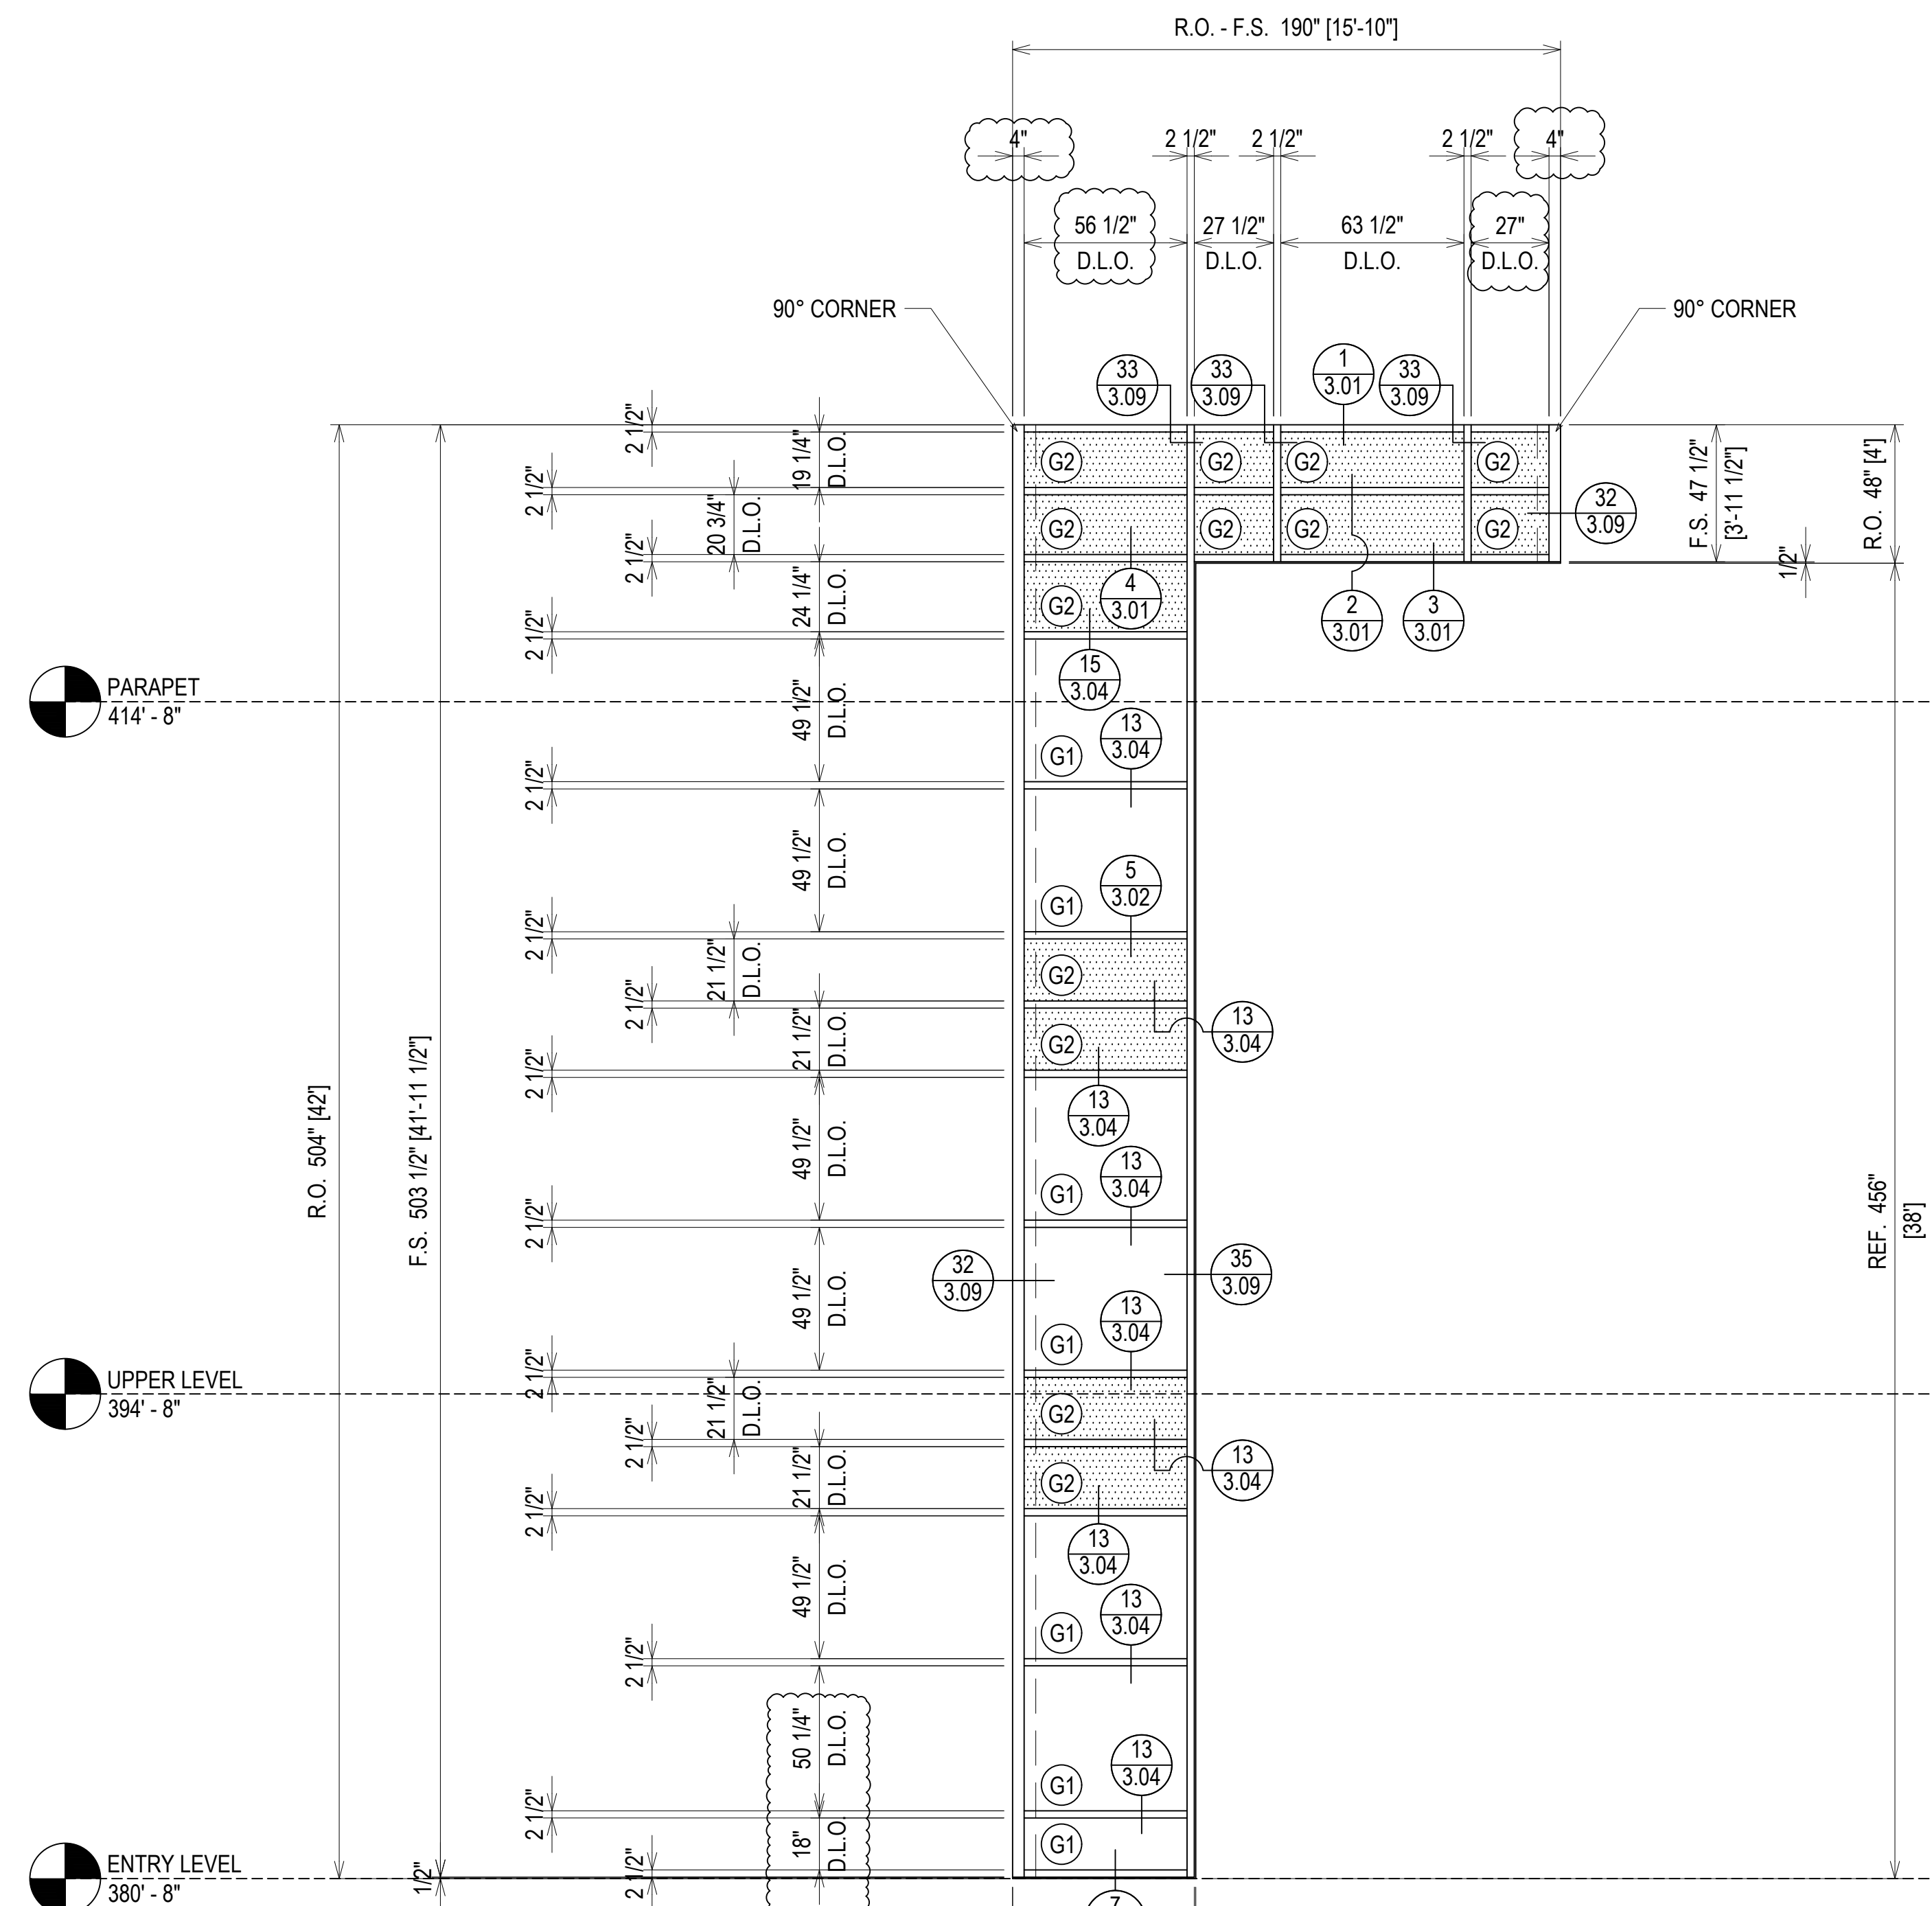 R.O. - F.S. 190" [15'-10"]
4" 2 1/2" 2 1/2" 2 1/2" 4"
56 1/2" 27 1/2" 63 1/2" 27"
D.L.O. D.L.O. D.L.O. D.L.O.
90° CORNER 90° CORNER
33 33 1 33
3.09 3.09 3.01 3.09
2 1/2"
19 1/4" D.L.O.
G2 G2 G2 G2
2 1/2"
20 3/4" D.L.O.
G2 G2 G2 G2
32
3.09
F.S. 47 1/2"
[3'-11 1/2"]
R.O. 48" [4']
1/2"
2 1/2"
24 1/4" D.L.O.
G2
4
3.01
2 3
3.01 3.01
2 1/2"
15
3.04
PARAPET
414' - 8"
49 1/2" D.L.O.
13
3.04
G1
2 1/2"
49 1/2" D.L.O.
5
3.02
G1
2 1/2"
21 1/2" D.L.O.
G2
2 1/2"
13
3.04
21 1/2" D.L.O.
G2
2 1/2"
13
3.04
R.O. 504" [42']
F.S. 503 1/2" [41'-11 1/2"]
49 1/2" D.L.O.
13
3.04
G1
REF. 456"
[38']
2 1/2"
32
3.09
35
3.09
49 1/2" D.L.O.
13
3.04
G1
2 1/2"
UPPER LEVEL
394' - 8"
21 1/2" D.L.O.
G2
2 1/2"
13
3.04
21 1/2" D.L.O.
G2
2 1/2"
13
3.04
49 1/2" D.L.O.
13
3.04
G1
2 1/2"
50 1/4" D.L.O.
13
3.04
G1
2 1/2"
18" D.L.O.
G1
ENTRY LEVEL
380' - 8"
1/2"
2 1/2"
7